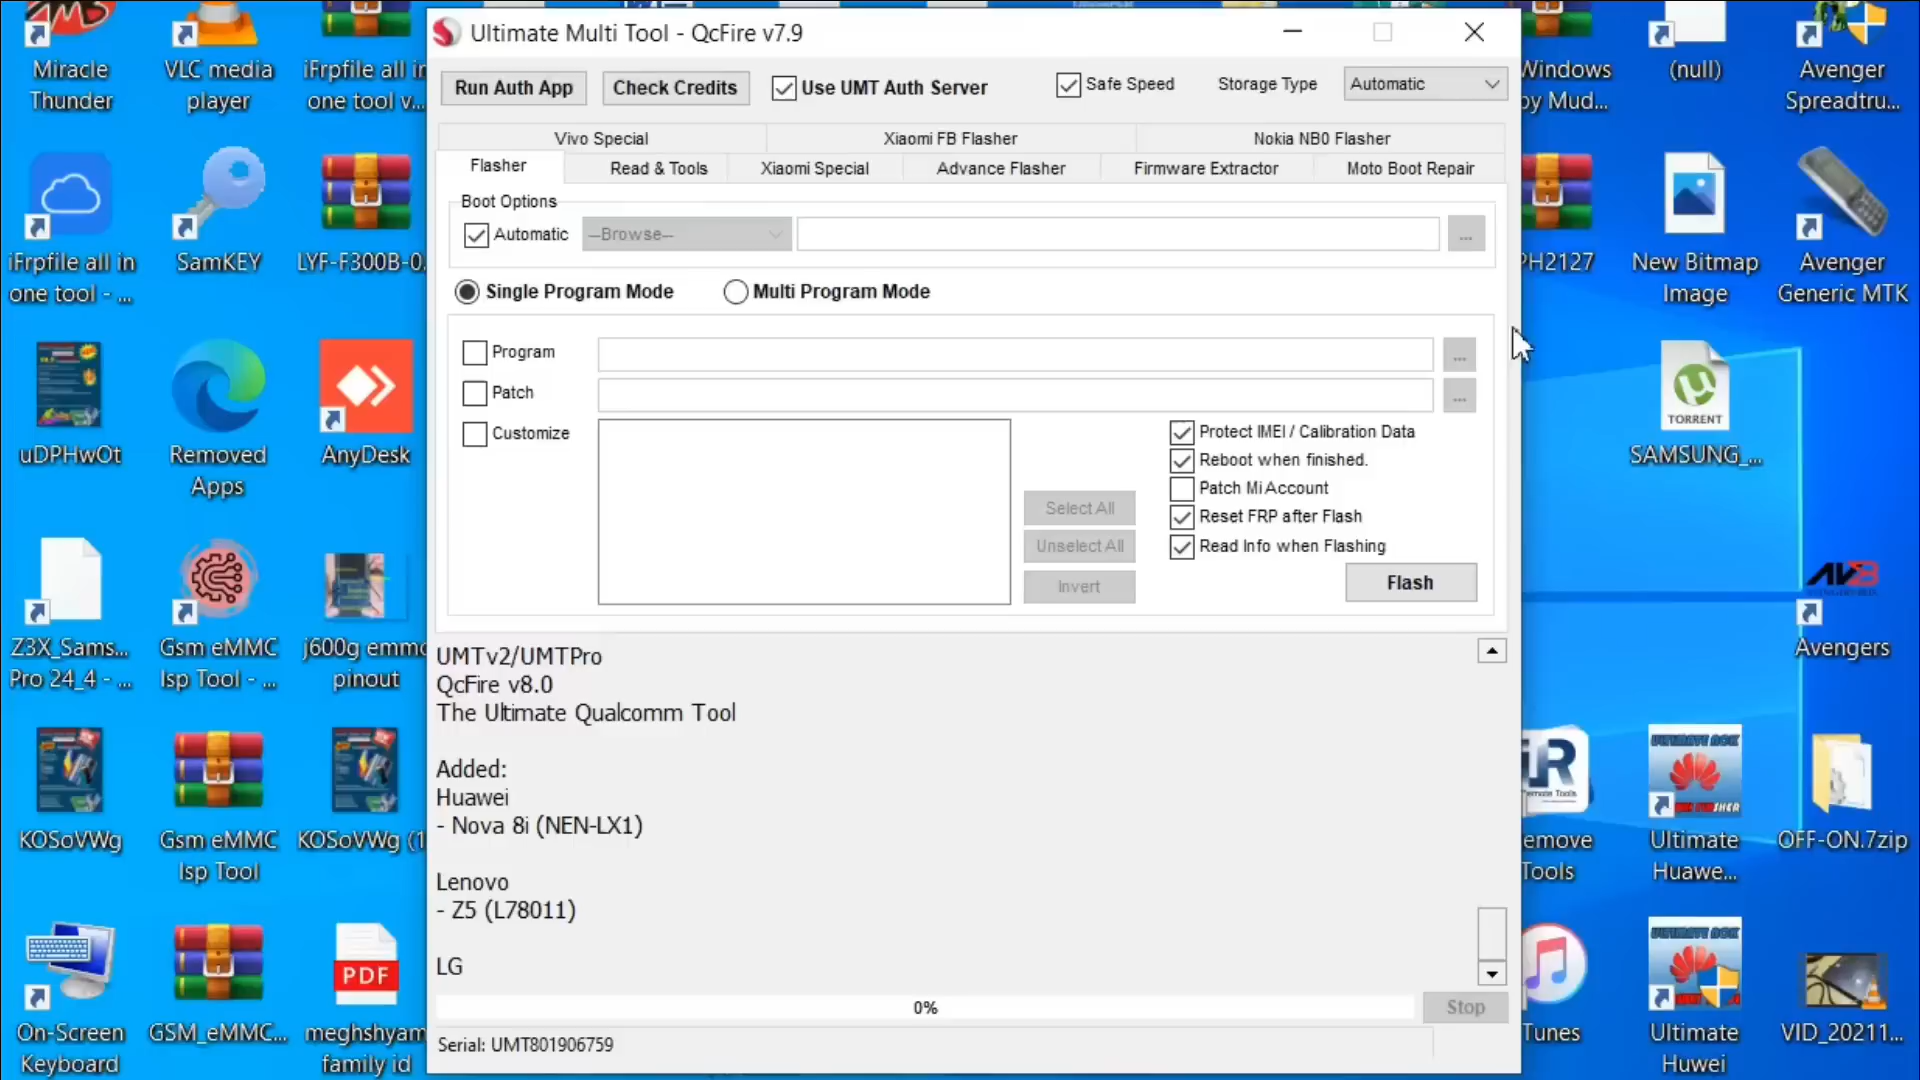 Miracle
Thunder
VLC media
player
iFrpfile all in
one tool v...
iFrpfile all in
one tool - ...
SamKEY
LYF-F300B-0.
uDPHwOt
Removed
Apps
AnyDesk
Z3X_Sams...
Pro 24_4 - ...
Gsm eMMC
Isp Tool - ...
j600g emmc
pinout
KOSoVWg
Gsm eMMC
Isp Tool
KOSoVWg (1
PDF
On-Screen
Keyboard
GSM_eMMC...
meghshyam
family id
Ultimate Multi Tool - QcFire v7.9
Run Auth App
Check Credits
Use UMT Auth Server
Safe Speed
Storage Type
Automatic
Vivo Special
Xiaomi FB Flasher
Nokia NB0 Flasher
Flasher
Read & Tools
Xiaomi Special
Advance Flasher
Firmware Extractor
Moto Boot Repair
Boot Options
Automatic
--Browse--
...
Single Program Mode
Multi Program Mode
Program
...
Patch
...
Customize
Select All
Unselect All
Invert
Protect IMEI / Calibration Data
Reboot when finished.
Patch Mi Account
Reset FRP after Flash
Read Info when Flashing
Flash
UMTv2/UMTPro
QcFire v8.0
The Ultimate Qualcomm Tool
Added:
Huawei
- Nova 8i (NEN-LX1)
Lenovo
- Z5 (L78011)
LG
0%
Stop
Serial: UMT801906759
Windows
by Mud...
(null)
Avenger
Spreadtru...
PH2127
New Bitmap
Image
Avenger
Generic MTK
TORRENT
SAMSUNG_...
Avengers
emove
Tools
Ultimate
Huawe...
OFF-ON.7zip
Tunes
Ultimate
Huwei
VID_20211...